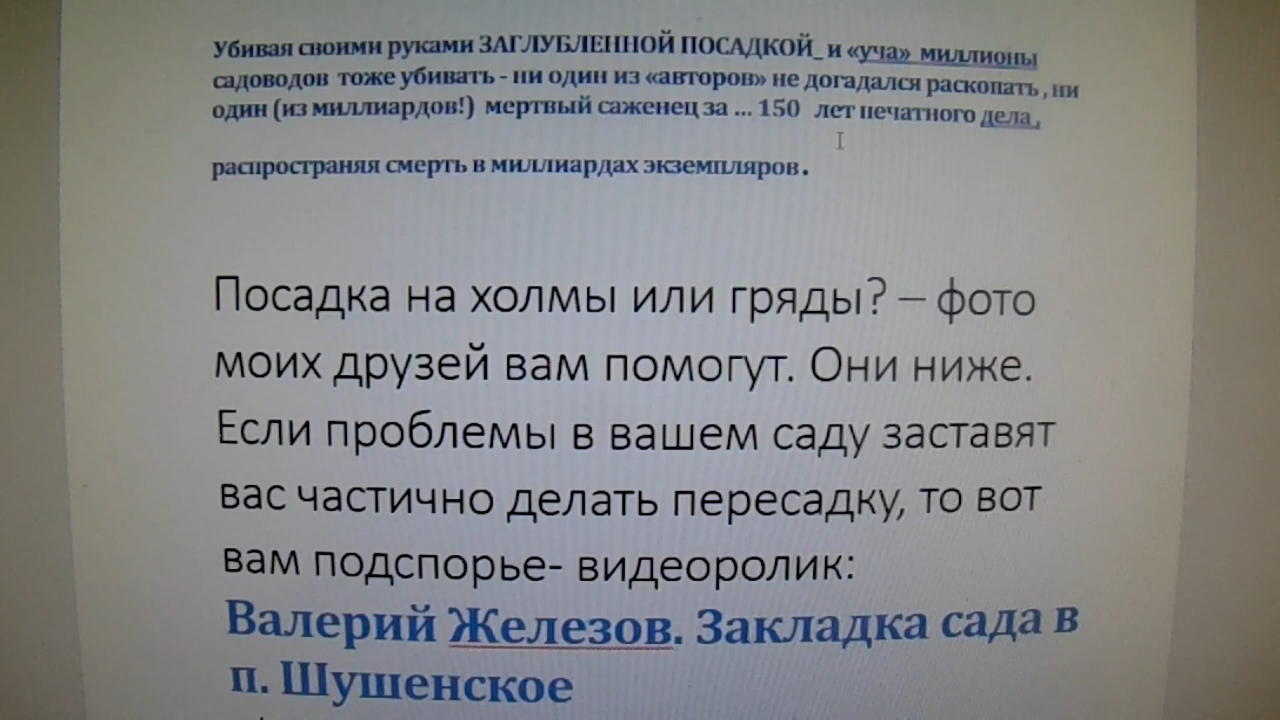 Убивая своими руками ЗАГЛУБЛЕННОЙ ПОСАДКОЙ_ и «уча» миллионы
садоводов тоже убивать - ни один из «авторов» не догадался раскопать , ни
один (из миллиардов!) мертвый саженец за ... 150 лет печатного дела ,
распространяя смерть в миллиардах экземпляров.
Посадка на холмы или гряды? – фото
моих друзей вам помогут. Они ниже.
Если проблемы в вашем саду заставят
вас частично делать пересадку, то вот
вам подспорье- видеоролик:
Валерий Железов. Закладка сада в
п. Шушенское